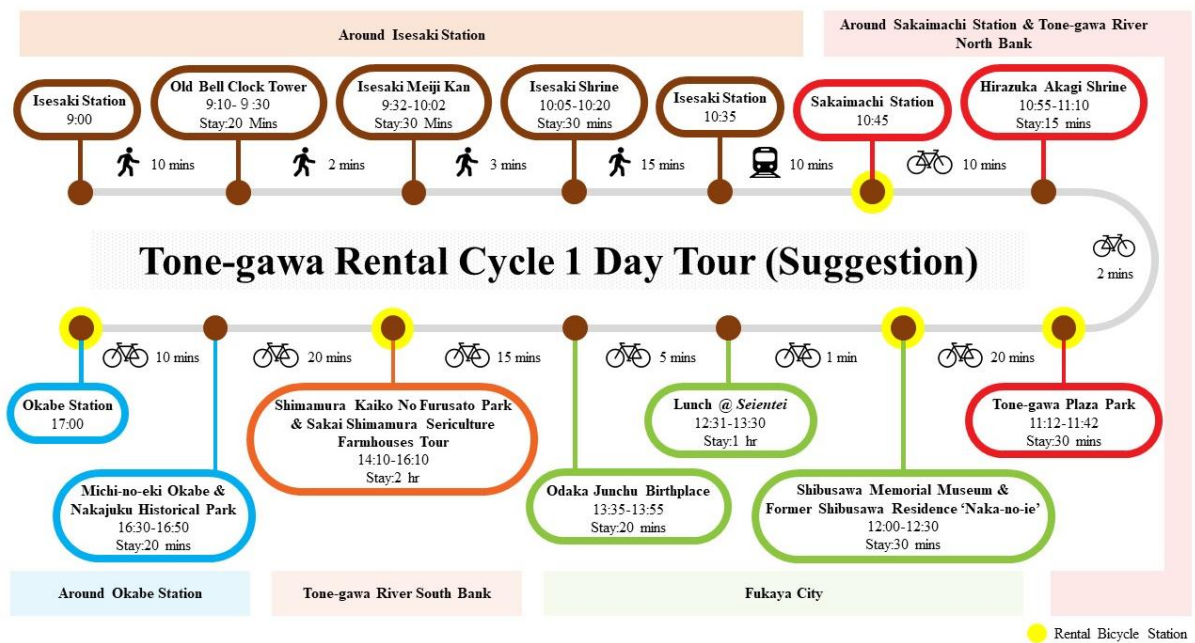 Around Isesaki Station
Around Sakaimachi Station & Tone-gawa River
North Bank
Isesaki Station
9:00
Old Bell Clock Tower
9:10- 9 :30
Stay:20 Mins
Isesaki Meiji Kan
9:32-10:02
Stay:30 Mins
Isesaki Shrine
10:05-10:20
Stay:30 mins
Isesaki Station
10:35
Sakaimachi Station
10:45
Hirazuka Akagi Shrine
10:55-11:10
Stay:15 mins
10 mins
2 mins
3 mins
15 mins
10 mins
10 mins
Tone-gawa Rental Cycle 1 Day Tour (Suggestion)
2 mins
10 mins
20 mins
15 mins
5 mins
1 min
20 mins
Okabe Station
17:00
Michi-no-eki Okabe &
Nakajuku Historical Park
16:30-16:50
Stay:20 mins
Shimamura Kaiko No Furusato Park
& Sakai Shimamura Sericulture
Farmhouses Tour
14:10-16:10
Stay:2 hr
Odaka Junchu Birthplace
13:35-13:55
Stay:20 mins
Lunch @ Seientei
12:31-13:30
Stay:1 hr
Shibusawa Memorial Museum &
Former Shibusawa Residence ‘Naka-no-ie’
12:00-12:30
Stay:30 mins
Tone-gawa Plaza Park
11:12-11:42
Stay:30 mins
Around Okabe Station
Tone-gawa River South Bank
Fukaya City
Rental Bicycle Station